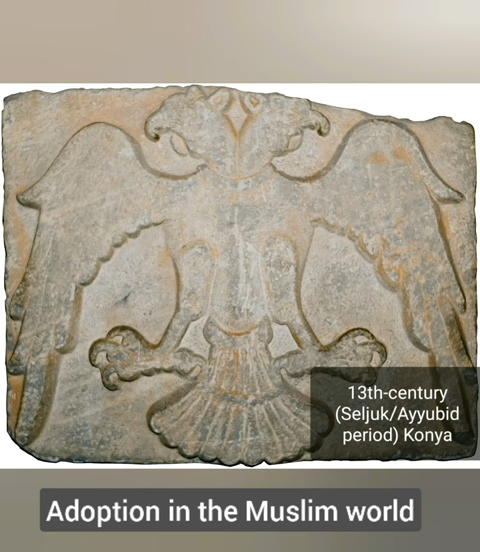 13th-century
(Seljuk/Ayyubid
period) Konya
Adoption in the Muslim world